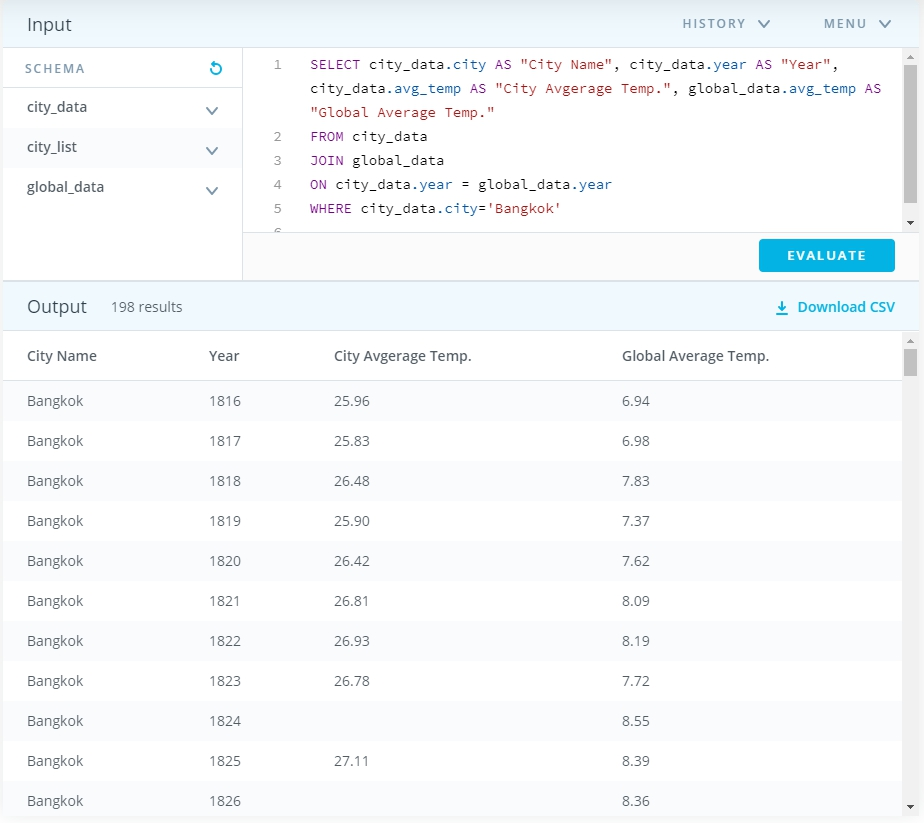 Input HISTORY MENU
SCHEMA
city_data
city_list
global_data
1 SELECT city_data.city AS "City Name", city_data.year AS "Year",
city_data.avg_temp AS "City Avgerage Temp.", global_data.avg_temp AS
"Global Average Temp."
2 FROM city_data
3 JOIN global_data
4 ON city_data.year = global_data.year
5 WHERE city_data.city='Bangkok'
6
EVALUATE
Output 198 results Download CSV
City Name Year City Avgerage Temp. Global Average Temp.
Bangkok 1816 25.96 6.94
Bangkok 1817 25.83 6.98
Bangkok 1818 26.48 7.83
Bangkok 1819 25.90 7.37
Bangkok 1820 26.42 7.62
Bangkok 1821 26.81 8.09
Bangkok 1822 26.93 8.19
Bangkok 1823 26.78 7.72
Bangkok 1824 8.55
Bangkok 1825 27.11 8.39
Bangkok 1826 8.36